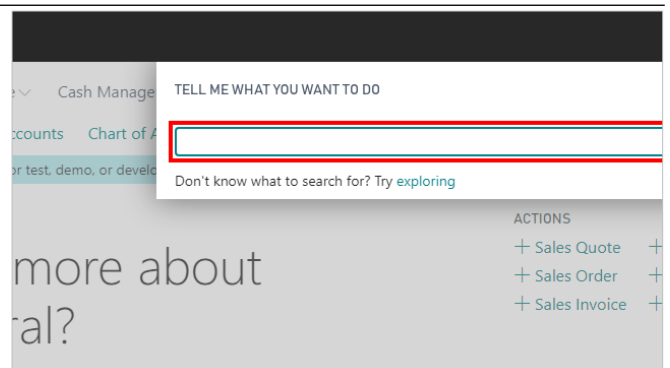 Cash Manage
TELL ME WHAT YOU WANT TO DO
ccounts Chart of A
or test, demo, or develo
Don't know what to search for? Try exploring
ACTIONS
+ Sales Quote +
+ Sales Order +
+ Sales Invoice +
more about
ral?